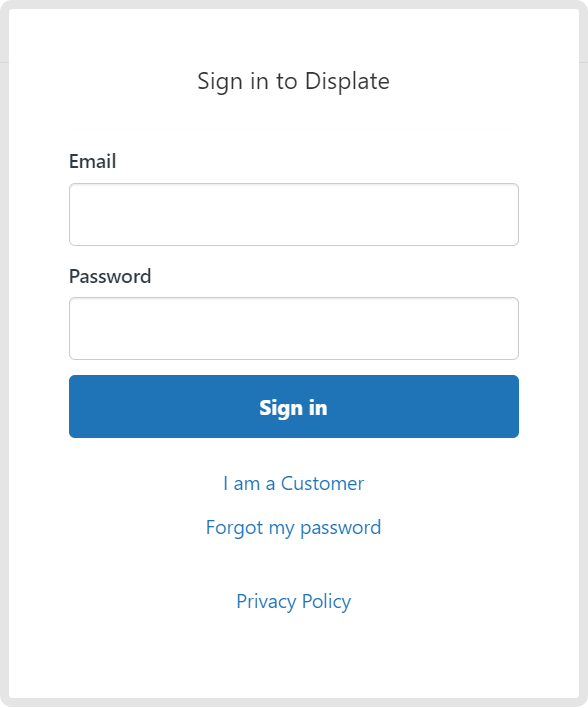 Sign in to Displate
Email
Password
Sign in
I am a Customer
Forgot my password
Privacy Policy